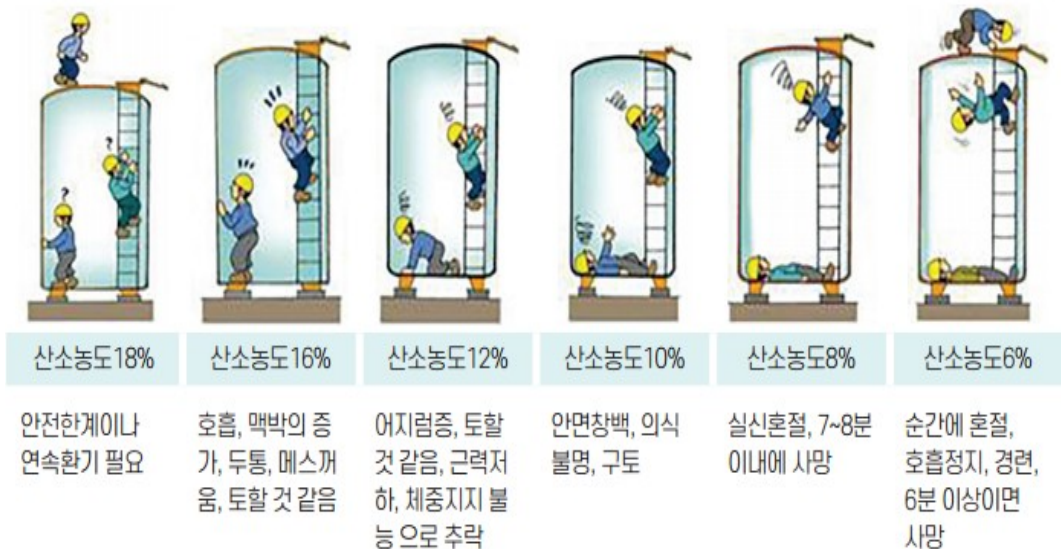 산소농도18%
안전한계이나
연속환기 필요
산소농도16%
호흡, 맥박의 증
가, 두통, 메스꺼
움, 토할 것 같음
산소농도12%
어지럼증, 토할
것 같음, 근력저
하, 체중지지 불
능 으로 추락
산소농도10%
안면창백, 의식
불명, 구토
산소농도8%
실신혼절, 7~8분
이내에 사망
산소농도6%
순간에 혼절,
호흡정지, 경련,
6분 이상이면
사망